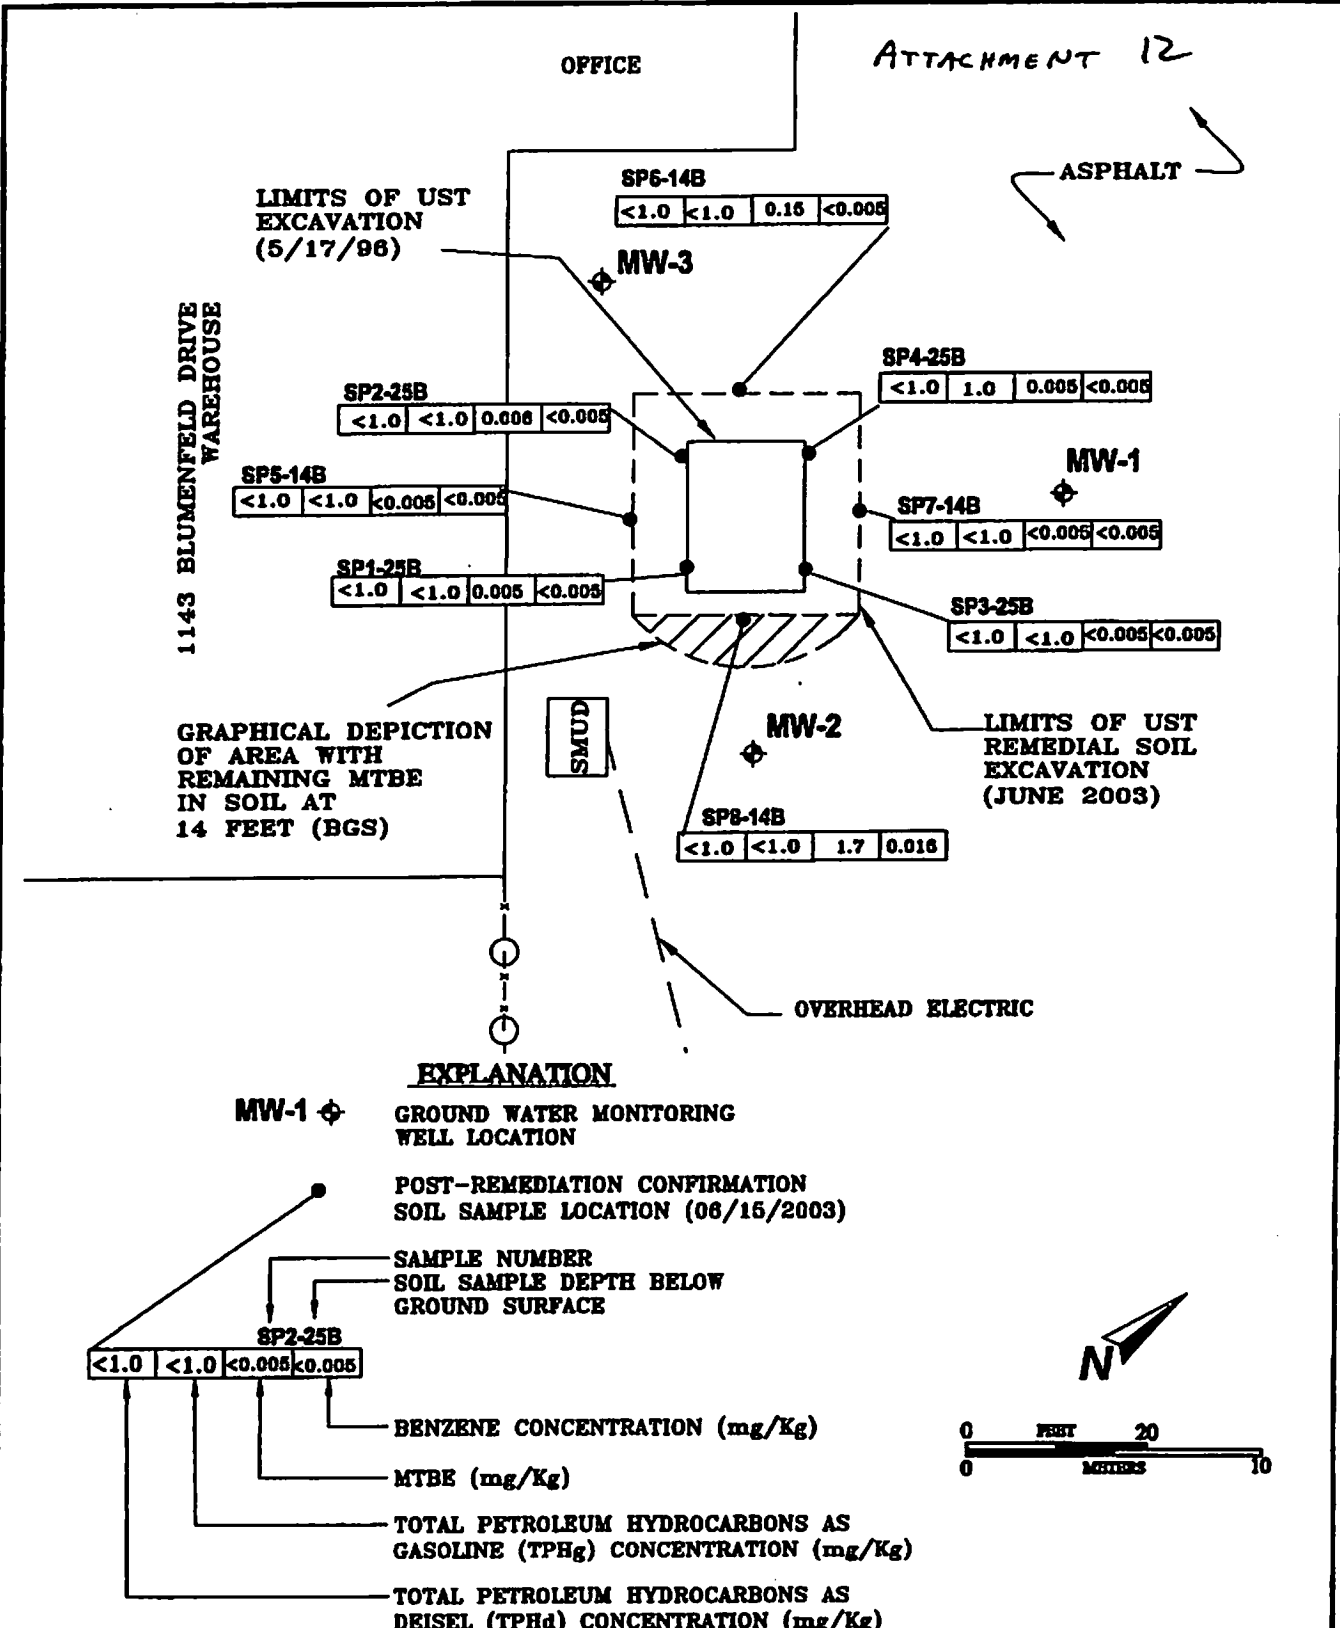 OFFICE
ATTACHMENT 12
ASPHALT
SP6-14B
<1.0 <1.0 0.15 <0.005
LIMITS OF UST
EXCAVATION
(5/17/96)
MW-3
1143 BLUMENFELD DRIVE
WAREHOUSE
SP4-25B
<1.0 1.0 0.005 <0.005
SP2-25B
<1.0 <1.0 0.006 <0.005
MW-1
SP5-14B
<1.0 <1.0 <0.005 <0.005
SP7-14B
<1.0 <1.0 <0.005 <0.005
SP1-25B
<1.0 <1.0 0.005 <0.005
SP3-25B
<1.0 <1.0 <0.005 <0.005
GRAPHICAL DEPICTION
OF AREA WITH
REMAINING MTBE
IN SOIL AT
14 FEET (BGS)
SMUD
MW-2
LIMITS OF UST
REMEDIAL SOIL
EXCAVATION
(JUNE 2003)
SP8-14B
<1.0 <1.0 1.7 0.016
OVERHEAD ELECTRIC
EXPLANATION
MW-1
GROUND WATER MONITORING
WELL LOCATION
POST-REMEDIATION CONFIRMATION
SOIL SAMPLE LOCATION (06/15/2003)
SAMPLE NUMBER
SOIL SAMPLE DEPTH BELOW
GROUND SURFACE
SP2-25B
<1.0 <1.0 <0.005 <0.005
BENZENE CONCENTRATION (mg/Kg)
MTBE (mg/Kg)
TOTAL PETROLEUM HYDROCARBONS AS
GASOLINE (TPHg) CONCENTRATION (mg/Kg)
TOTAL PETROLEUM HYDROCARBONS AS
DEISEL (TPHd) CONCENTRATION (mg/Kg)
N
0 FEET 20
0 METERS 10